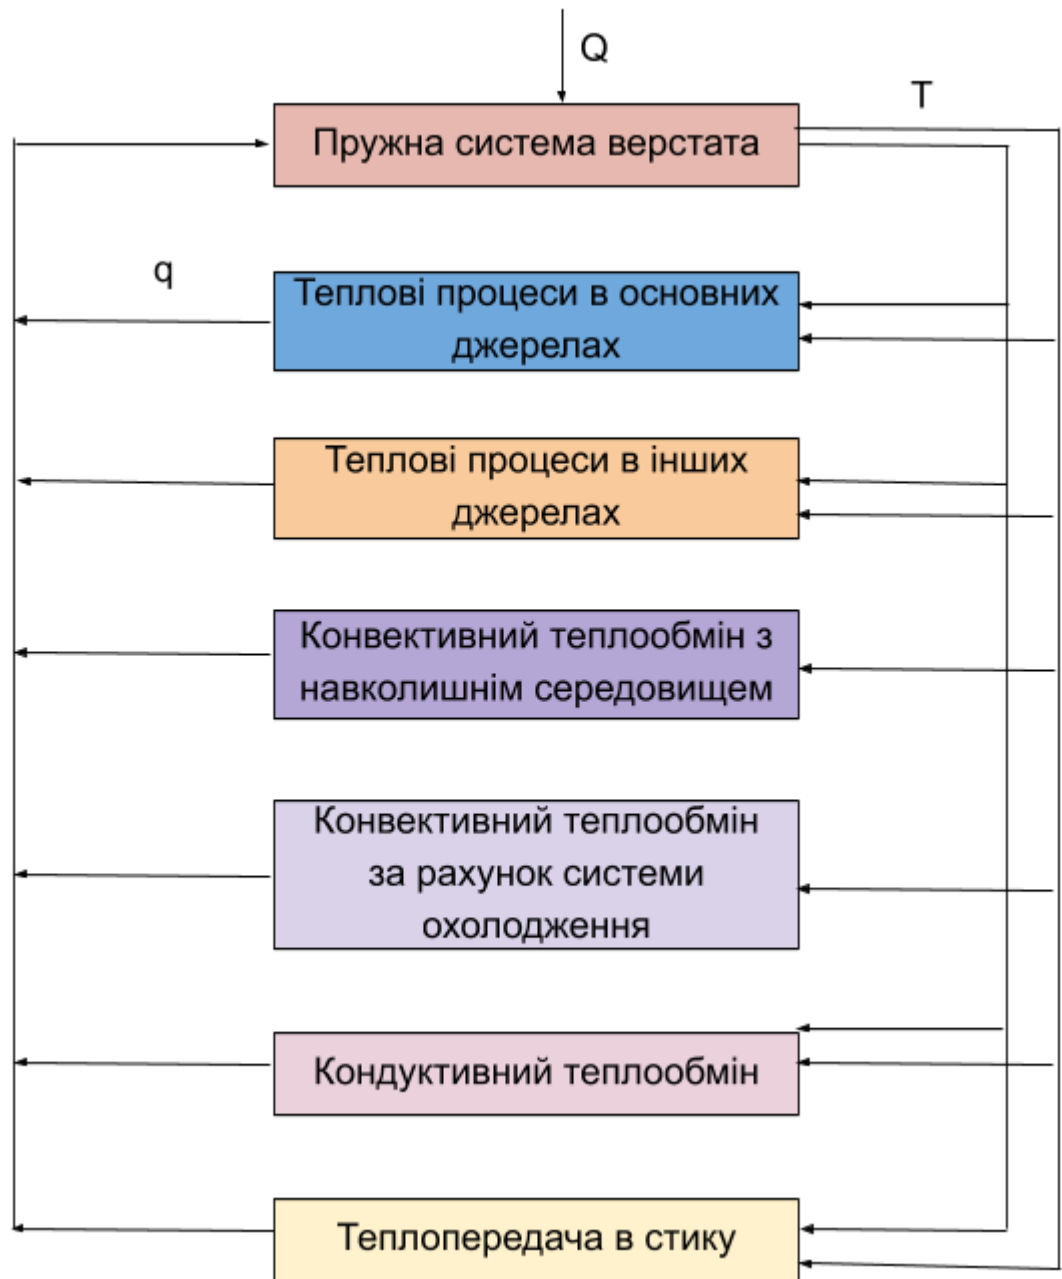 Q
T
Пружна система верстата
q
Теплові процеси в основних
джерелах
Теплові процеси в інших
джерелах
Конвективний теплообмін з
навколишнім середовищем
Конвективний теплообмін
за рахунок системи
охолодження
Кондуктивний теплообмін
Теплопередача в стику